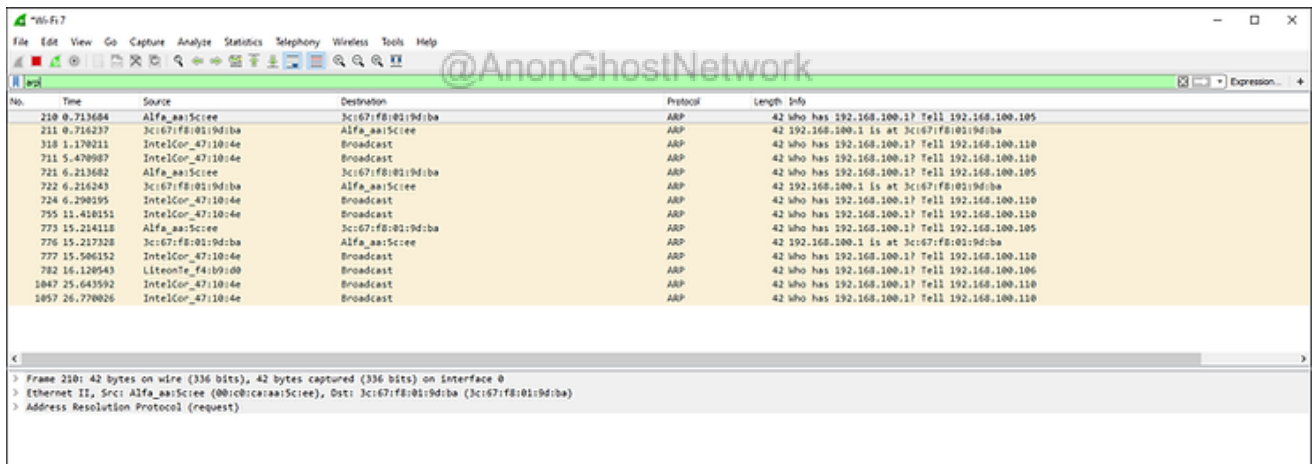 *Wi-Fi 7
File Edit View Go Capture Analyze Statistics Telephony Wireless Tools Help
@AnonGhostNetwork
arp
Expression... +
No. Time Source Destination Protocol Length Info
210 0.713684 Alfa_aa:5c:ee 3c:67:f8:01:9d:ba ARP 42 Who has 192.168.100.1? Tell 192.168.100.105
211 0.716237 3c:67:f8:01:9d:ba Alfa_aa:5c:ee ARP 42 192.168.100.1 is at 3c:67:f8:01:9d:ba
318 1.170211 IntelCor_47:10:4e Broadcast ARP 42 Who has 192.168.100.1? Tell 192.168.100.110
711 5.470987 IntelCor_47:10:4e Broadcast ARP 42 Who has 192.168.100.1? Tell 192.168.100.110
721 6.213682 Alfa_aa:5c:ee 3c:67:f8:01:9d:ba ARP 42 Who has 192.168.100.1? Tell 192.168.100.105
722 6.216243 3c:67:f8:01:9d:ba Alfa_aa:5c:ee ARP 42 192.168.100.1 is at 3c:67:f8:01:9d:ba
724 6.290195 IntelCor_47:10:4e Broadcast ARP 42 Who has 192.168.100.1? Tell 192.168.100.110
755 11.410151 IntelCor_47:10:4e Broadcast ARP 42 Who has 192.168.100.1? Tell 192.168.100.110
773 15.214118 Alfa_aa:5c:ee 3c:67:f8:01:9d:ba ARP 42 Who has 192.168.100.1? Tell 192.168.100.105
776 15.217328 3c:67:f8:01:9d:ba Alfa_aa:5c:ee ARP 42 192.168.100.1 is at 3c:67:f8:01:9d:ba
777 15.506152 IntelCor_47:10:4e Broadcast ARP 42 Who has 192.168.100.1? Tell 192.168.100.110
782 16.120543 LiteonTe_f4:b9:d0 Broadcast ARP 42 Who has 192.168.100.1? Tell 192.168.100.106
1047 25.643592 IntelCor_47:10:4e Broadcast ARP 42 Who has 192.168.100.1? Tell 192.168.100.110
1057 26.770026 IntelCor_47:10:4e Broadcast ARP 42 Who has 192.168.100.1? Tell 192.168.100.110
Frame 210: 42 bytes on wire (336 bits), 42 bytes captured (336 bits) on interface 0
Ethernet II, Src: Alfa_aa:5c:ee (00:c0:ca:aa:5c:ee), Dst: 3c:67:f8:01:9d:ba (3c:67:f8:01:9d:ba)
Address Resolution Protocol (request)